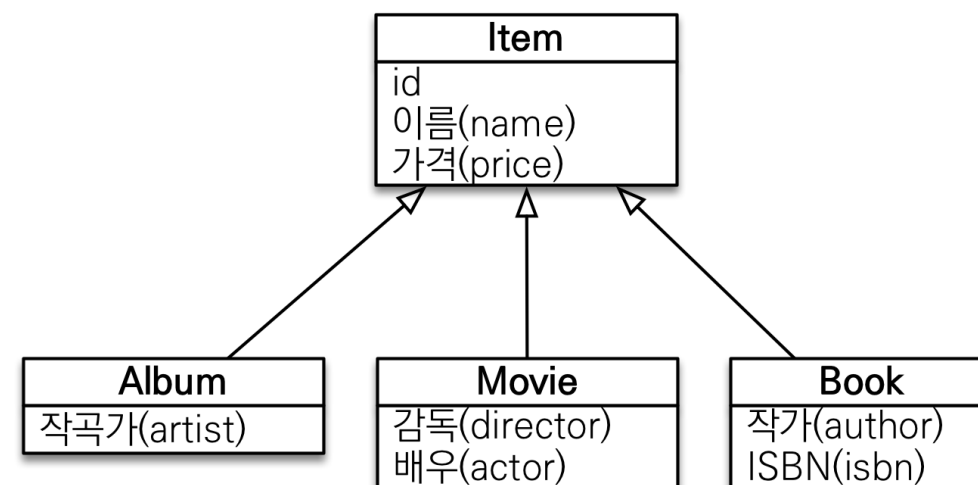 Item
id
이름(name)
가격(price)
Album
작곡가(artist)
Movie
감독(director)
배우(actor)
Book
작가(author)
ISBN(isbn)